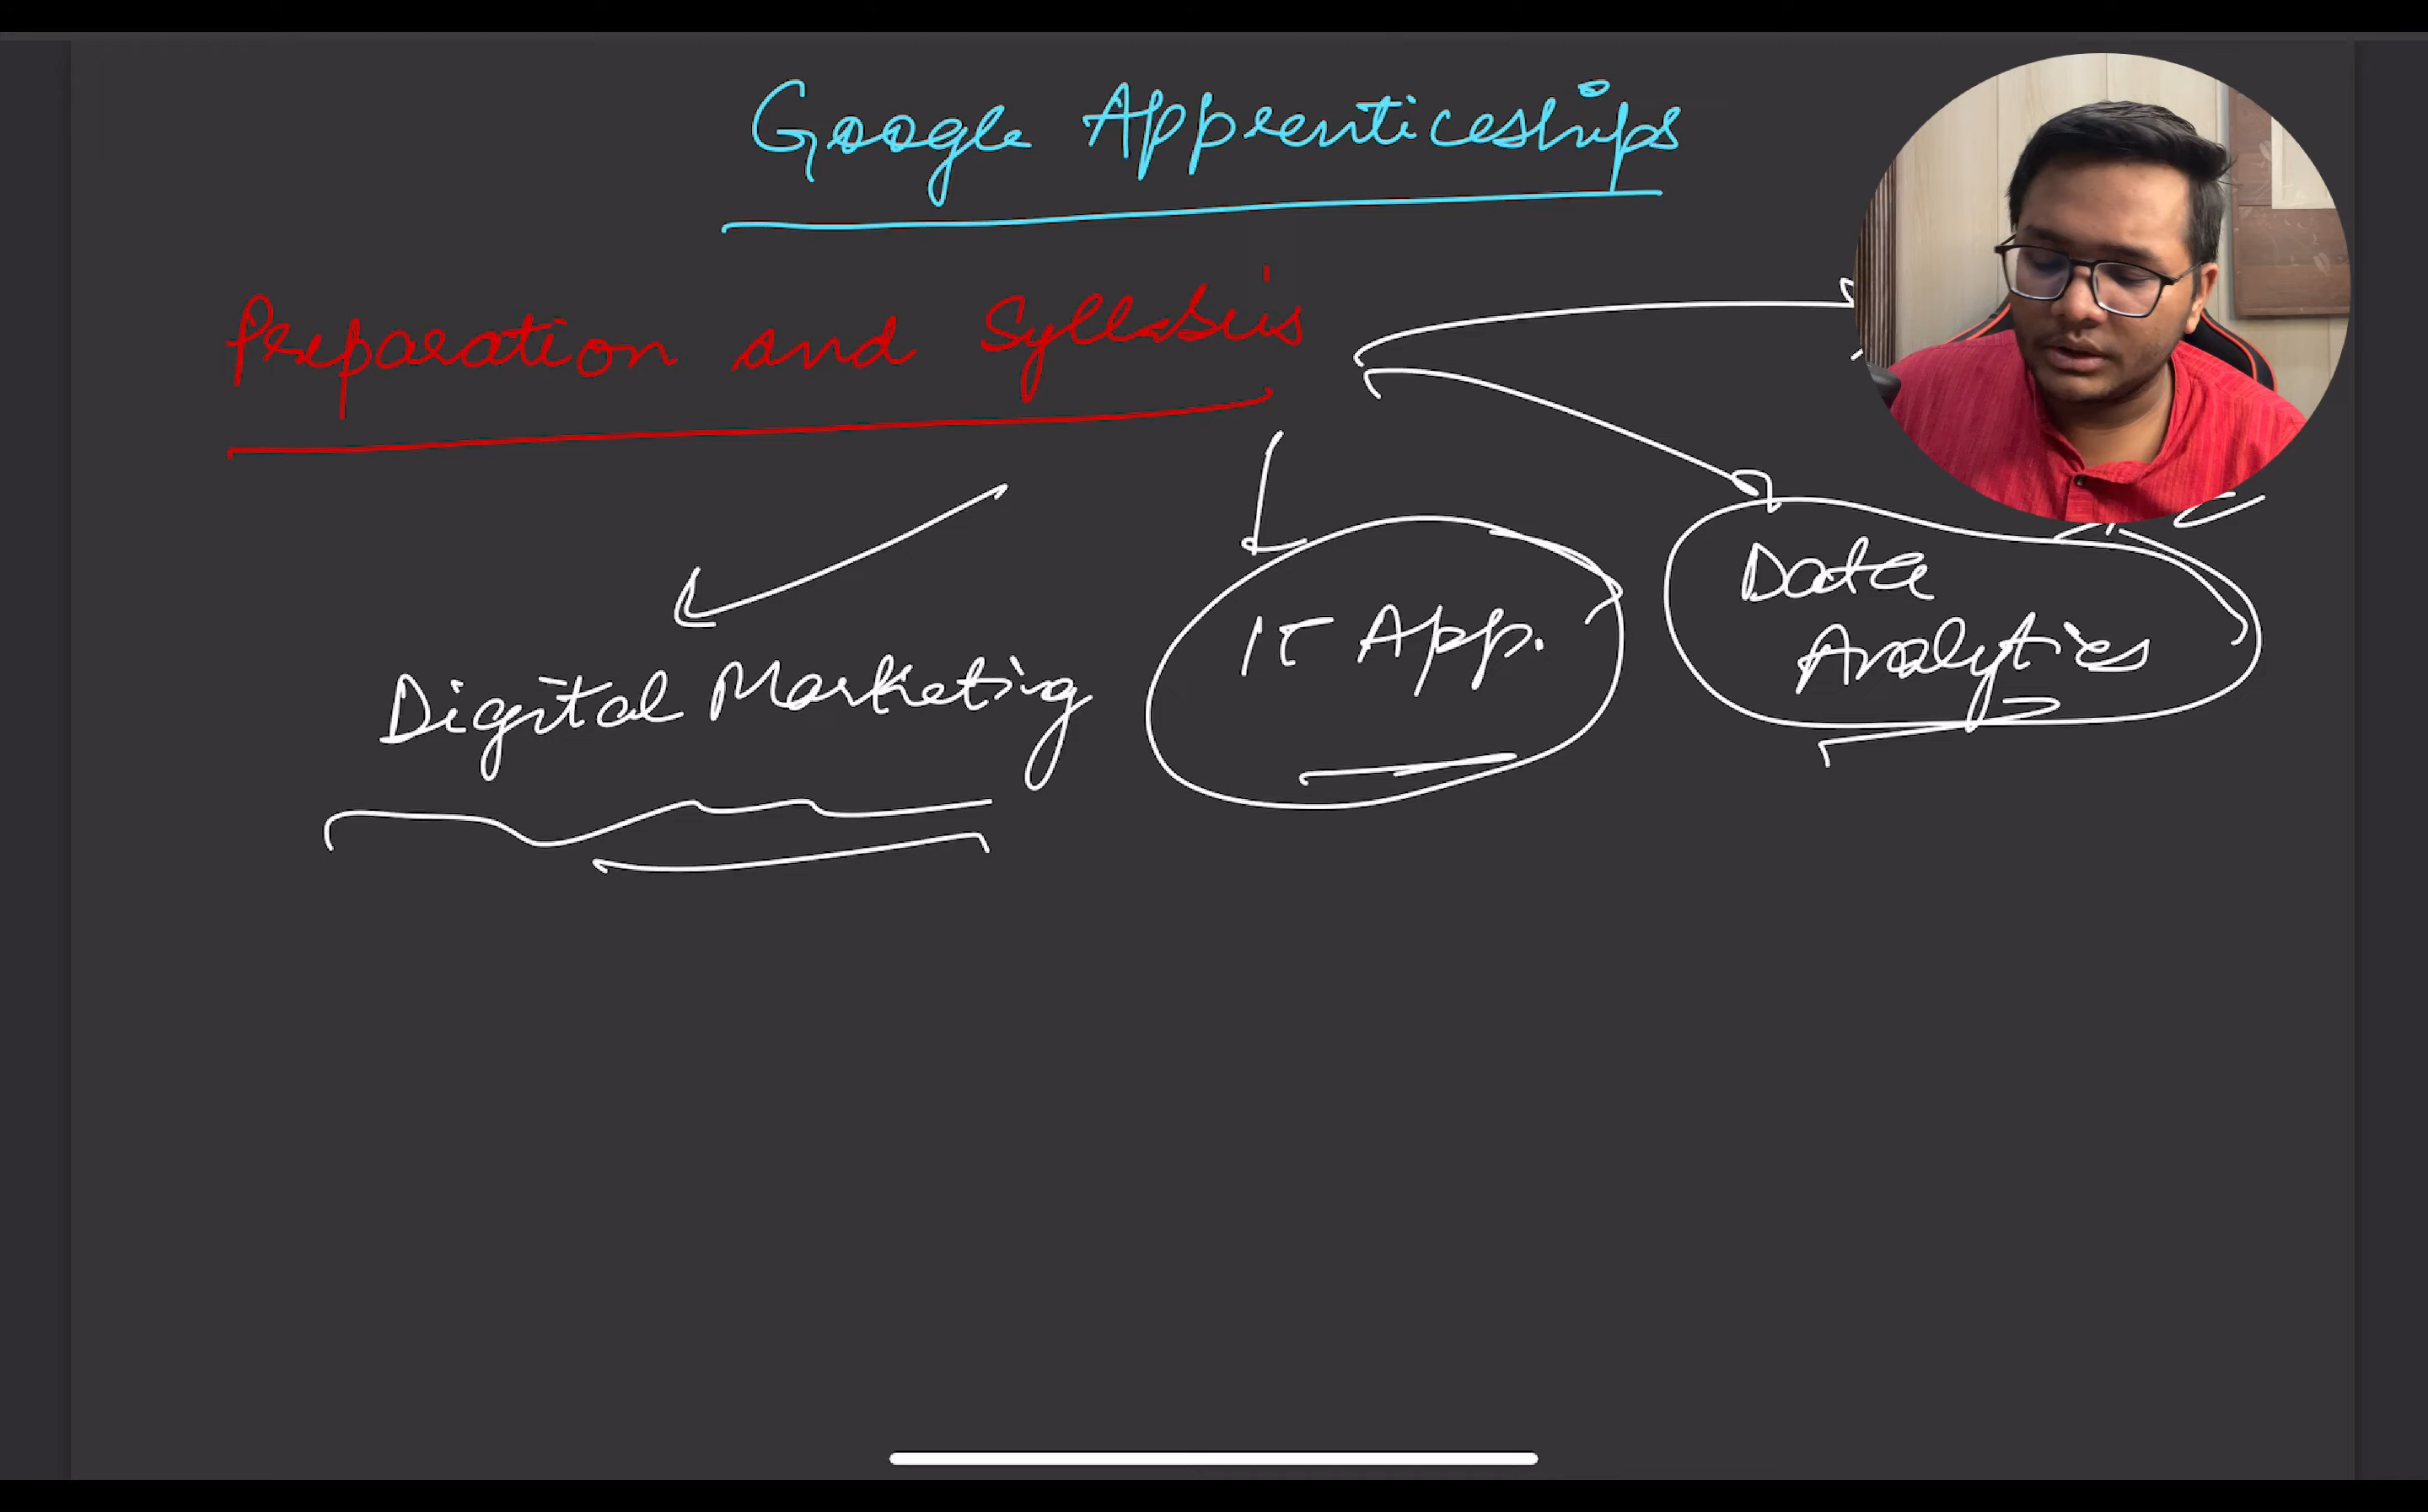 Google Apprenticeships
Preparation and Syllabus
Digital Marketing
IT App.
Data
Analytics